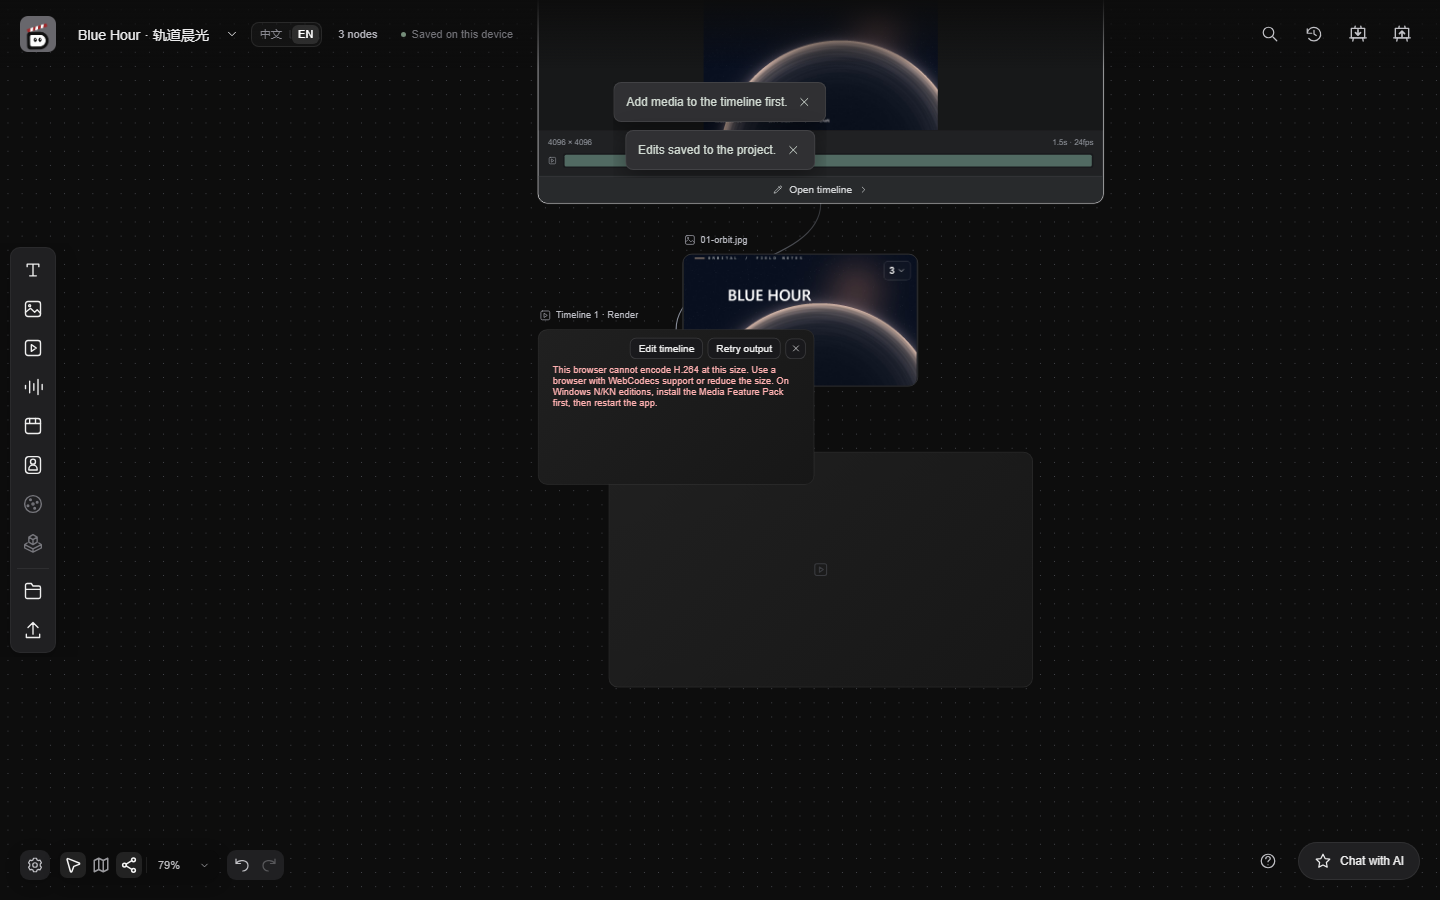 Blue Hour · 轨道晨光
中文
EN
3 nodes
Saved on this device
Add media to the timeline first.
Edits saved to the project.
4096 × 4096
1.5s · 24fps
Open timeline
01-orbit.jpg
ORBITAL / FIELD NOTES
3
BLUE HOUR
Timeline 1 · Render
Edit timeline
Retry output
This browser cannot encode H.264 at this size. Use a
browser with WebCodecs support or reduce the size. On
Windows N/KN editions, install the Media Feature Pack
first, then restart the app.
79%
Chat with AI